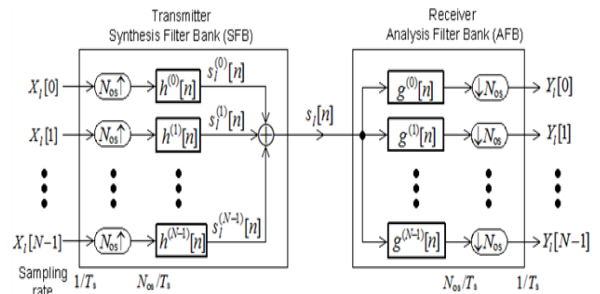 Transmitter
Synthesis Filter Bank (SFB)
Receiver
Analysis Filter Bank (AFB)
X_l[0] N_os↑ h^(0)[n] s_l^(0)[n] g^(0)[n] ↓N_os Y_l[0]
X_l[1] N_os↑ h^(1)[n] s_l^(1)[n] s_l[n] g^(1)[n] ↓N_os Y_l[1]
s_l^(N-1)[n]
X_l[N-1] N_os↑ h^(N-1)[n] g^(N-1)[n] ↓N_os Y_l[N-1]
Sampling
rate 1/T_s N_os/T_s N_os/T_s 1/T_s